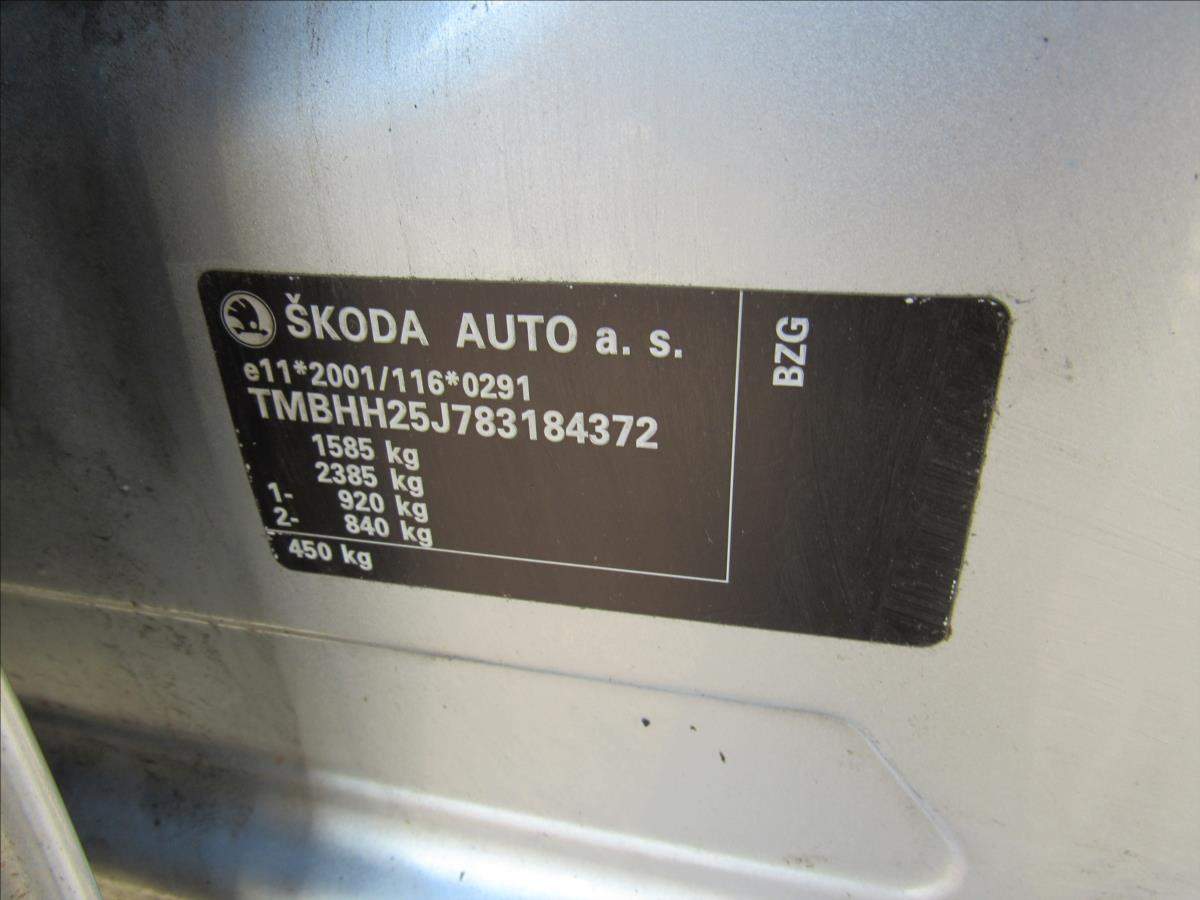 ŠKODA AUTO a. s.
e11*2001/116*0291
TMBHH25J783184372
1585 kg
2385 kg
1- 920 kg
2- 840 kg
450 kg
BZG